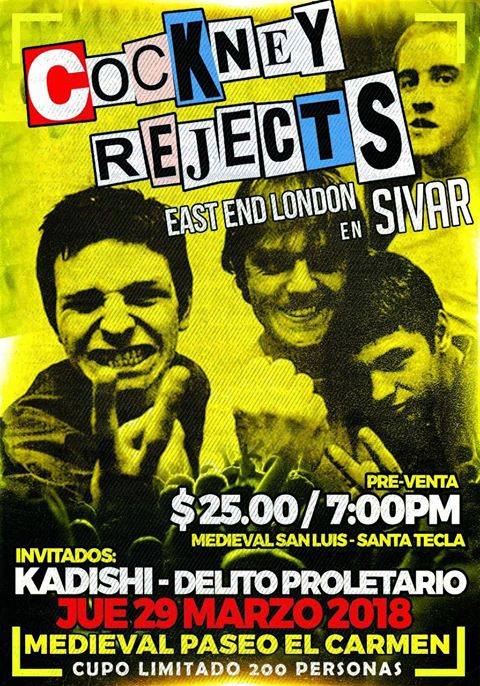 COCKNEY
REJECTS
EAST END LONDON
EN SIVAR
PRE-VENTA
$25.00 / 7:00PM
MEDIEVAL SAN LUIS - SANTA TECLA
INVITADOS:
KADISHI - DELITO PROLETARIO
JUE 29 MARZO 2018
MEDIEVAL PASEO EL CARMEN
CUPO LIMITADO 200 PERSONAS